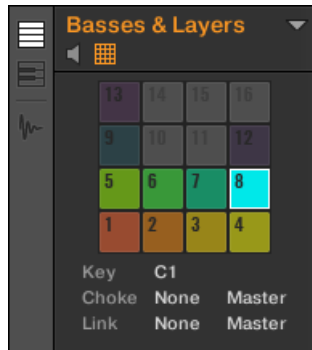 Basses & Layers
13 14 15 16
9 10 11 12
5 6 7 8
1 2 3 4
Key C1
Choke None Master
Link None Master